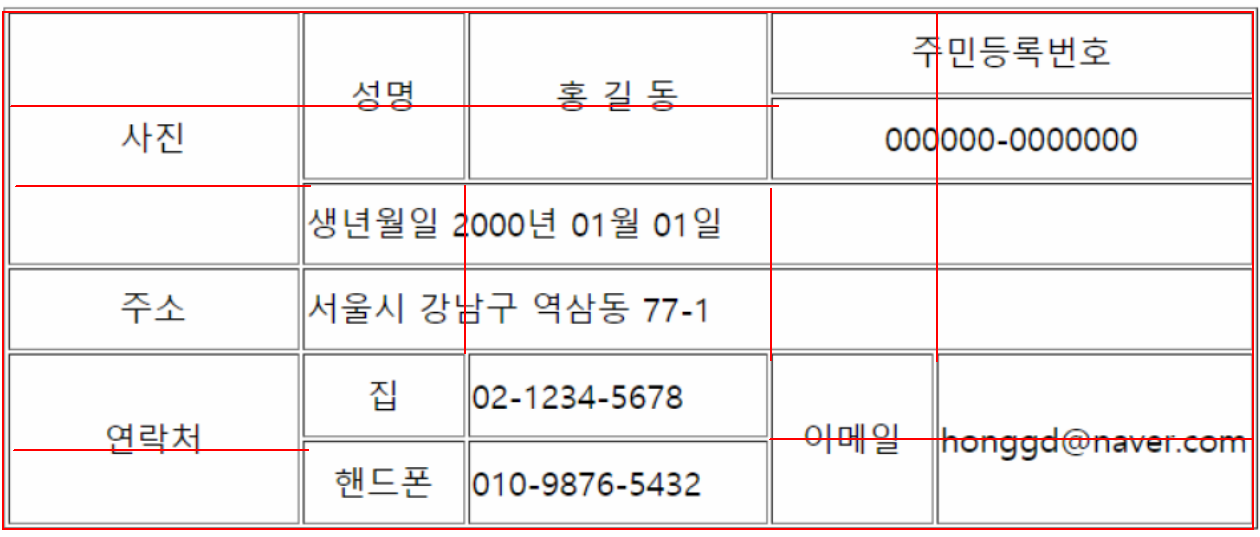 주민등록번호
성명
홍 길 동
사진
000000-0000000
생년월일 2000년 01월 01일
주소
서울시 강남구 역삼동 77-1
연락처
집
02-1234-5678
이메일
honggd@naver.com
핸드폰
010-9876-5432